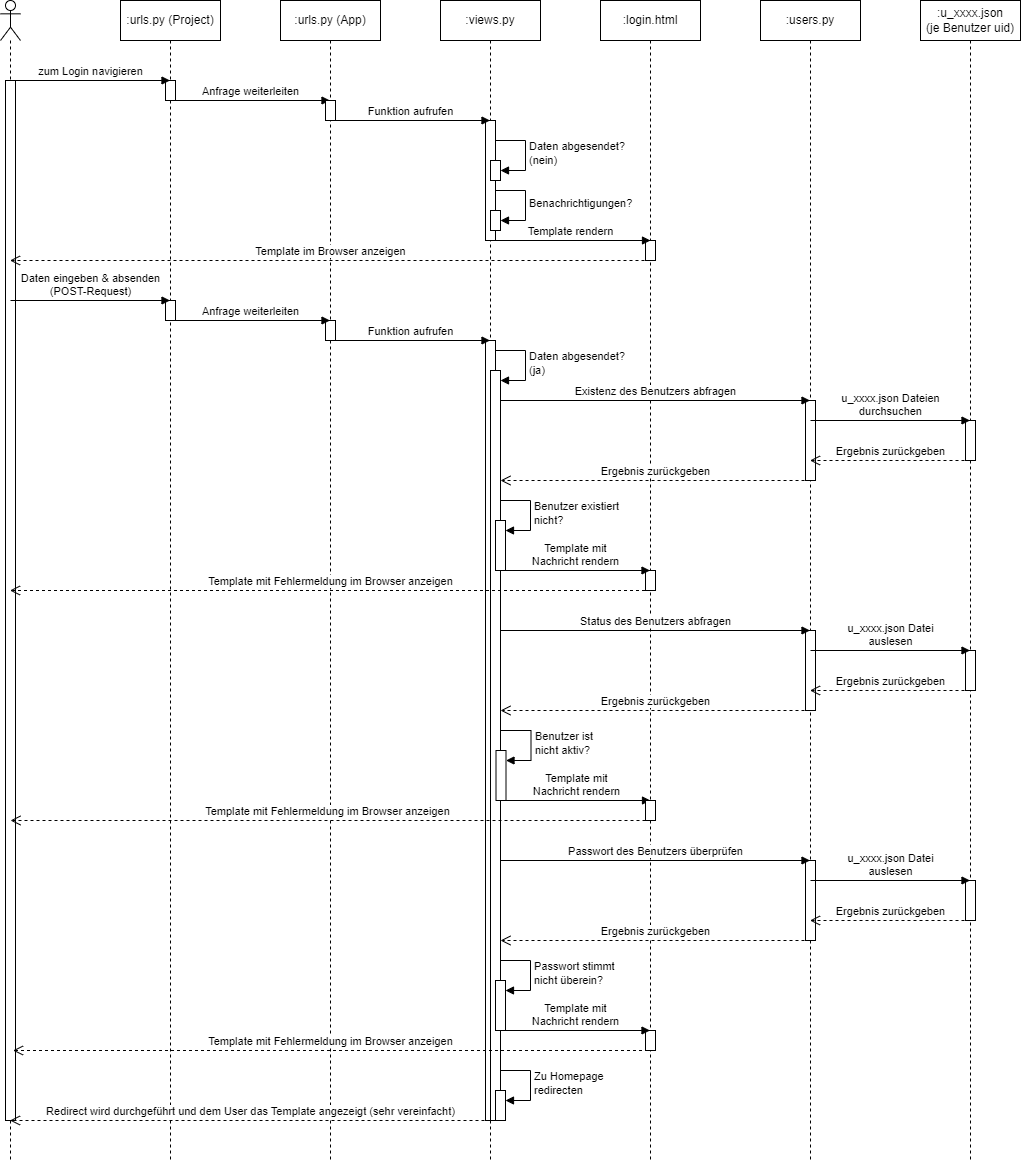 :urls.py (Project)
:urls.py (App)
:views.py
:login.html
:users.py
:u_xxxx.json
(je Benutzer uid)
zum Login navigieren
Anfrage weiterleiten
Funktion aufrufen
Daten abgesendet?
(nein)
Benachrichtigungen?
Template rendern
Template im Browser anzeigen
Daten eingeben & absenden
(POST-Request)
Anfrage weiterleiten
Funktion aufrufen
Daten abgesendet?
(ja)
Existenz des Benutzers abfragen
u_xxxx.json Dateien
durchsuchen
Ergebnis zurückgeben
Ergebnis zurückgeben
Benutzer existiert
nicht?
Template mit
Nachricht rendern
Template mit Fehlermeldung im Browser anzeigen
Status des Benutzers abfragen
u_xxxx.json Datei
auslesen
Ergebnis zurückgeben
Ergebnis zurückgeben
Benutzer ist
nicht aktiv?
Template mit
Nachricht rendern
Template mit Fehlermeldung im Browser anzeigen
Passwort des Benutzers überprüfen
u_xxxx.json Datei
auslesen
Ergebnis zurückgeben
Ergebnis zurückgeben
Passwort stimmt
nicht überein?
Template mit
Nachricht rendern
Template mit Fehlermeldung im Browser anzeigen
Zu Homepage
redirecten
Redirect wird durchgeführt und dem User das Template angezeigt (sehr vereinfacht)